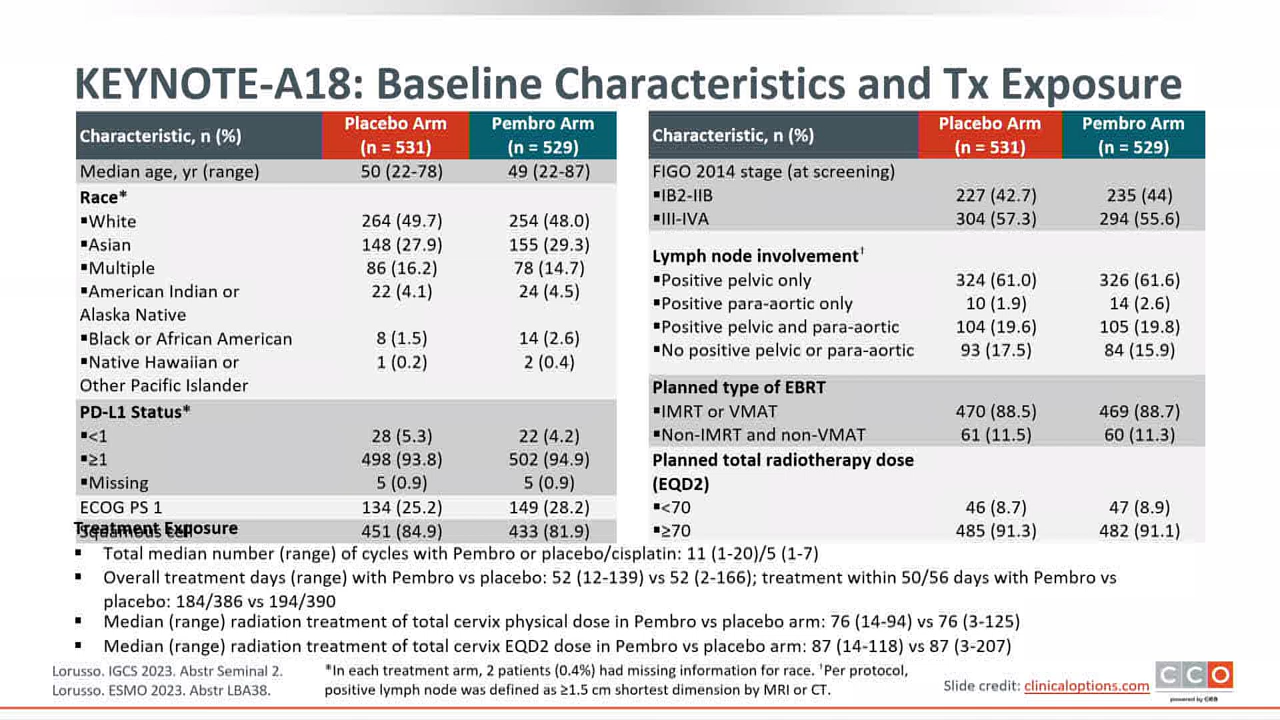 KEYNOTE-A18: Baseline Characteristics and Tx Exposure
Characteristic, n (%) Placebo Arm (n = 531) Pembro Arm (n = 529)
Median age, yr (range) 50 (22-78) 49 (22-87)
Race*
▪White 264 (49.7) 254 (48.0)
▪Asian 148 (27.9) 155 (29.3)
▪Multiple 86 (16.2) 78 (14.7)
▪American Indian or 22 (4.1) 24 (4.5)
Alaska Native
▪Black or African American 8 (1.5) 14 (2.6)
▪Native Hawaiian or 1 (0.2) 2 (0.4)
Other Pacific Islander
PD-L1 Status*
▪<1 28 (5.3) 22 (4.2)
▪≥1 498 (93.8) 502 (94.9)
▪Missing 5 (0.9) 5 (0.9)
ECOG PS 1 134 (25.2) 149 (28.2)
Squamous cell 451 (84.9) 433 (81.9)
Characteristic, n (%) Placebo Arm (n = 531) Pembro Arm (n = 529)
FIGO 2014 stage (at screening)
▪IB2-IIB 227 (42.7) 235 (44)
▪III-IVA 304 (57.3) 294 (55.6)
Lymph node involvement†
▪Positive pelvic only 324 (61.0) 326 (61.6)
▪Positive para-aortic only 10 (1.9) 14 (2.6)
▪Positive pelvic and para-aortic 104 (19.6) 105 (19.8)
▪No positive pelvic or para-aortic 93 (17.5) 84 (15.9)
Planned type of EBRT
▪IMRT or VMAT 470 (88.5) 469 (88.7)
▪Non-IMRT and non-VMAT 61 (11.5) 60 (11.3)
Planned total radiotherapy dose
(EQD2)
▪<70 46 (8.7) 47 (8.9)
▪≥70 485 (91.3) 482 (91.1)
Treatment Exposure
▪ Total median number (range) of cycles with Pembro or placebo/cisplatin: 11 (1-20)/5 (1-7)
▪ Overall treatment days (range) with Pembro vs placebo: 52 (12-139) vs 52 (2-166); treatment within 50/56 days with Pembro vs
placebo: 184/386 vs 194/390
▪ Median (range) radiation treatment of total cervix physical dose in Pembro vs placebo arm: 76 (14-94) vs 76 (3-125)
▪ Median (range) radiation treatment of total cervix EQD2 dose in Pembro vs placebo arm: 87 (14-118) vs 87 (3-207)
Lorusso. IGCS 2023. Abstr Seminal 2.
Lorusso. ESMO 2023. Abstr LBA38.
*In each treatment arm, 2 patients (0.4%) had missing information for race. †Per protocol,
positive lymph node was defined as ≥1.5 cm shortest dimension by MRI or CT.
Slide credit: clinicaloptions.com
CCO
powered by CEA